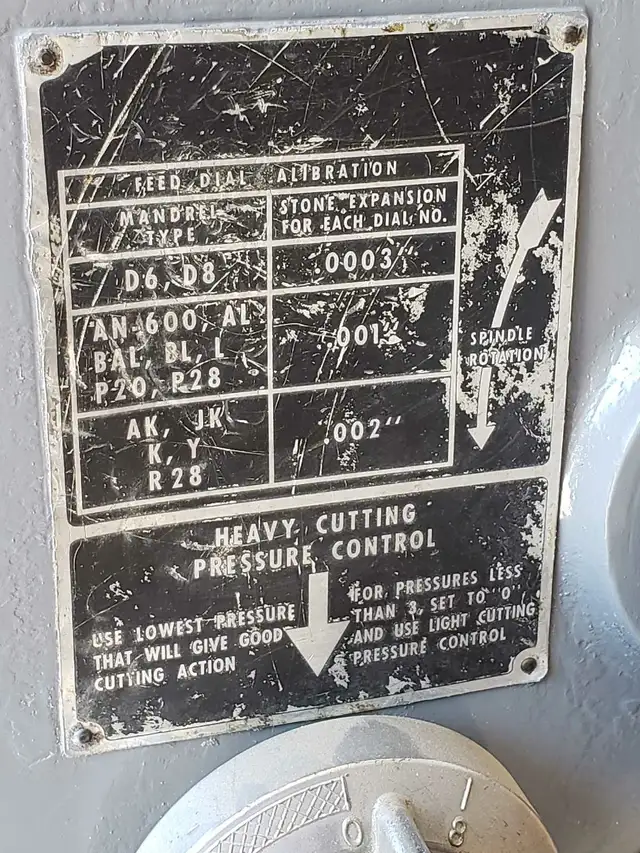 FEED DIAL ALIBRATION
MANDREL TYPE
STONE EXPANSION
FOR EACH DIAL NO.
D6, D8
.0003"
AN-600, AL
BAL, BL, L
P20, P28
.001"
AK, JK
K, Y
R28
.002"
SPINDLE
ROTATION
HEAVY CUTTING
PRESSURE CONTROL
USE LOWEST PRESSURE
THAT WILL GIVE GOOD
CUTTING ACTION
FOR PRESSURES LESS
THAN 3, SET TO "0"
AND USE LIGHT CUTTING
PRESSURE CONTROL
0
8